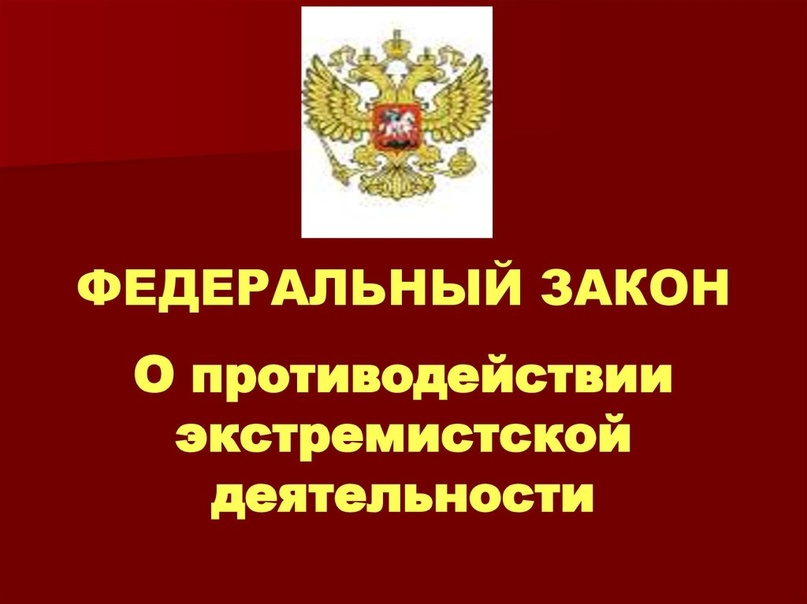 ФЕДЕРАЛЬНЫЙ ЗАКОН
О противодействии
экстремистской
деятельности